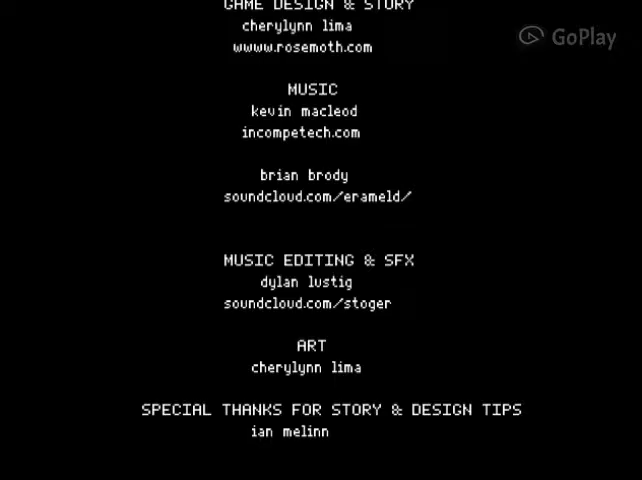 GAME DESIGN & STORY
cherylynn lima
wwww.rosemoth.com
GoPlay
MUSIC
kevin macleod
incompetech.com
brian brody
soundcloud.com/erameld/
MUSIC EDITING & SFX
dylan lustig
soundcloud.com/stoger
ART
cherylynn lima
SPECIAL THANKS FOR STORY & DESIGN TIPS
ian melinn